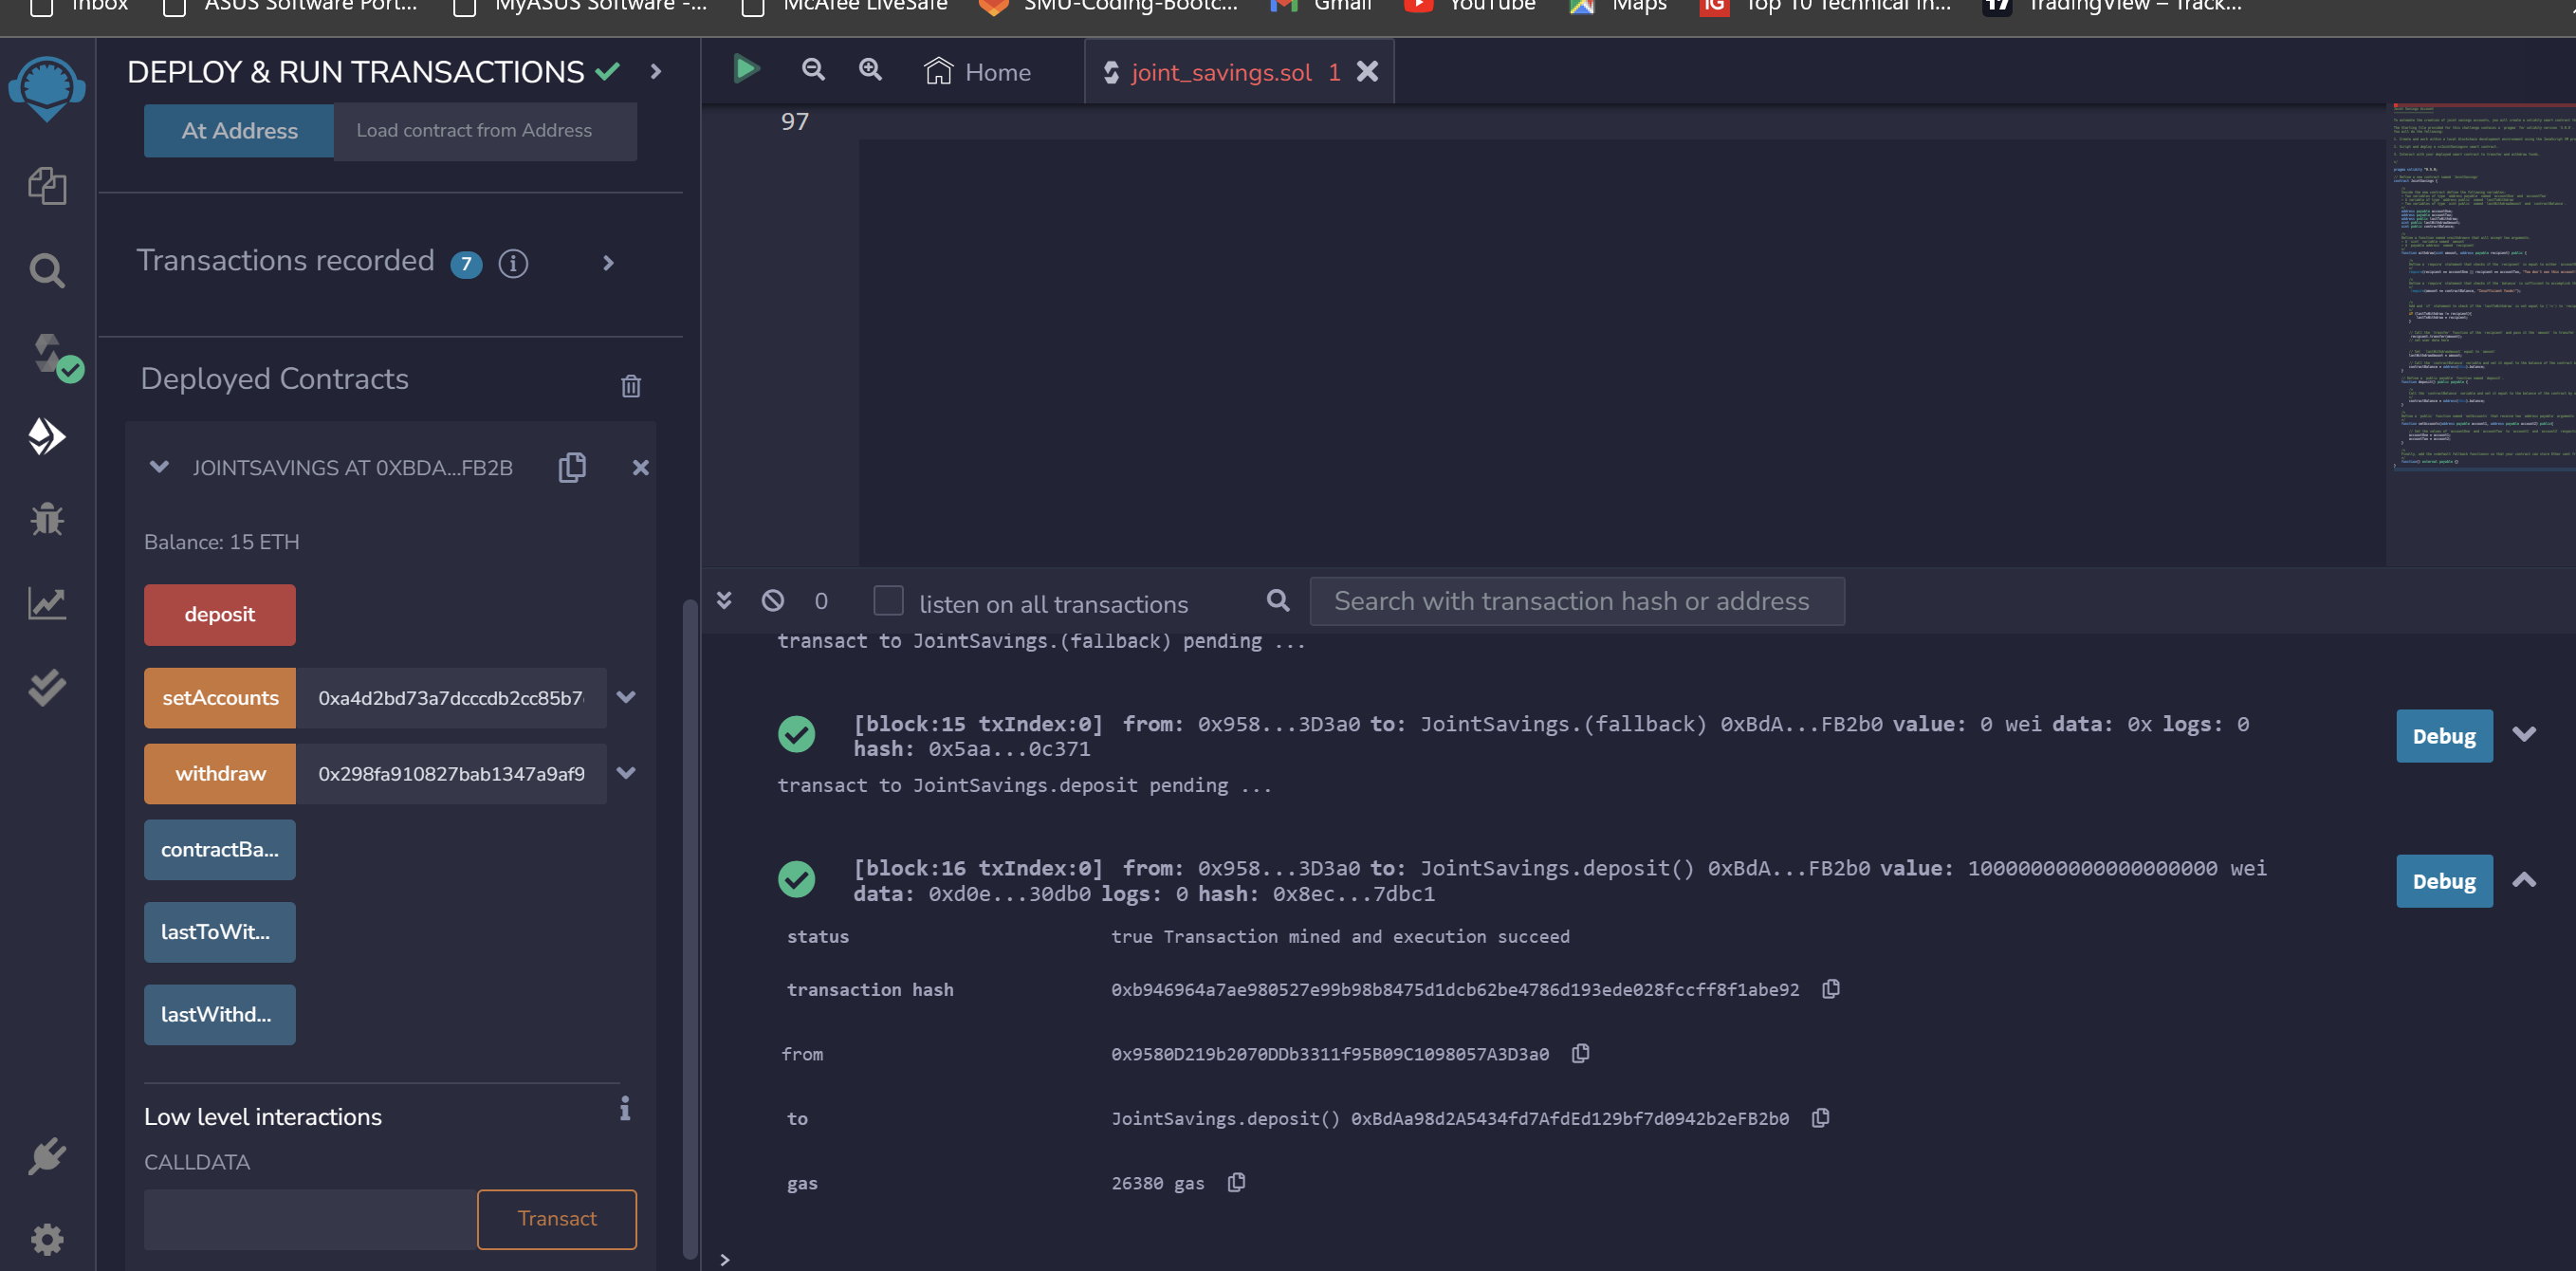 Inbox
ASUS Software Port...
MyASUS Software -...
McAfee LiveSafe
SMU-Coding-Bootc...
Gmail
YouTube
Maps
IG Top 10 Technical In...
17 TradingView – Track...
DEPLOY & RUN TRANSACTIONS
At Address
Load contract from Address
Transactions recorded 7
Deployed Contracts
JOINTSAVINGS AT 0XBDA...FB2B
Balance: 15 ETH
deposit
setAccounts
0xa4d2bd73a7dcccdb2cc85b7
withdraw
0x298fa910827bab1347a9af9
contractBa...
lastToWit...
lastWithd...
Low level interactions
CALLDATA
Transact
Home
joint_savings.sol 1
97
0
listen on all transactions
Search with transaction hash or address
transact to JointSavings.(fallback) pending ...
[block:15 txIndex:0] from: 0x958...3D3a0 to: JointSavings.(fallback) 0xBdA...FB2b0 value: 0 wei data: 0x logs: 0
hash: 0x5aa...0c371
Debug
transact to JointSavings.deposit pending ...
[block:16 txIndex:0] from: 0x958...3D3a0 to: JointSavings.deposit() 0xBdA...FB2b0 value: 10000000000000000000 wei
data: 0xd0e...30db0 logs: 0 hash: 0x8ec...7dbc1
Debug
status true Transaction mined and execution succeed
transaction hash 0xb946964a7ae980527e99b98b8475d1dcb62be4786d193ede028fccff8f1abe92
from 0x9580D219b2070DDb3311f95B09C1098057A3D3a0
to JointSavings.deposit() 0xBdAa98d2A5434fd7AfdEd129bf7d0942b2eFB2b0
gas 26380 gas
>